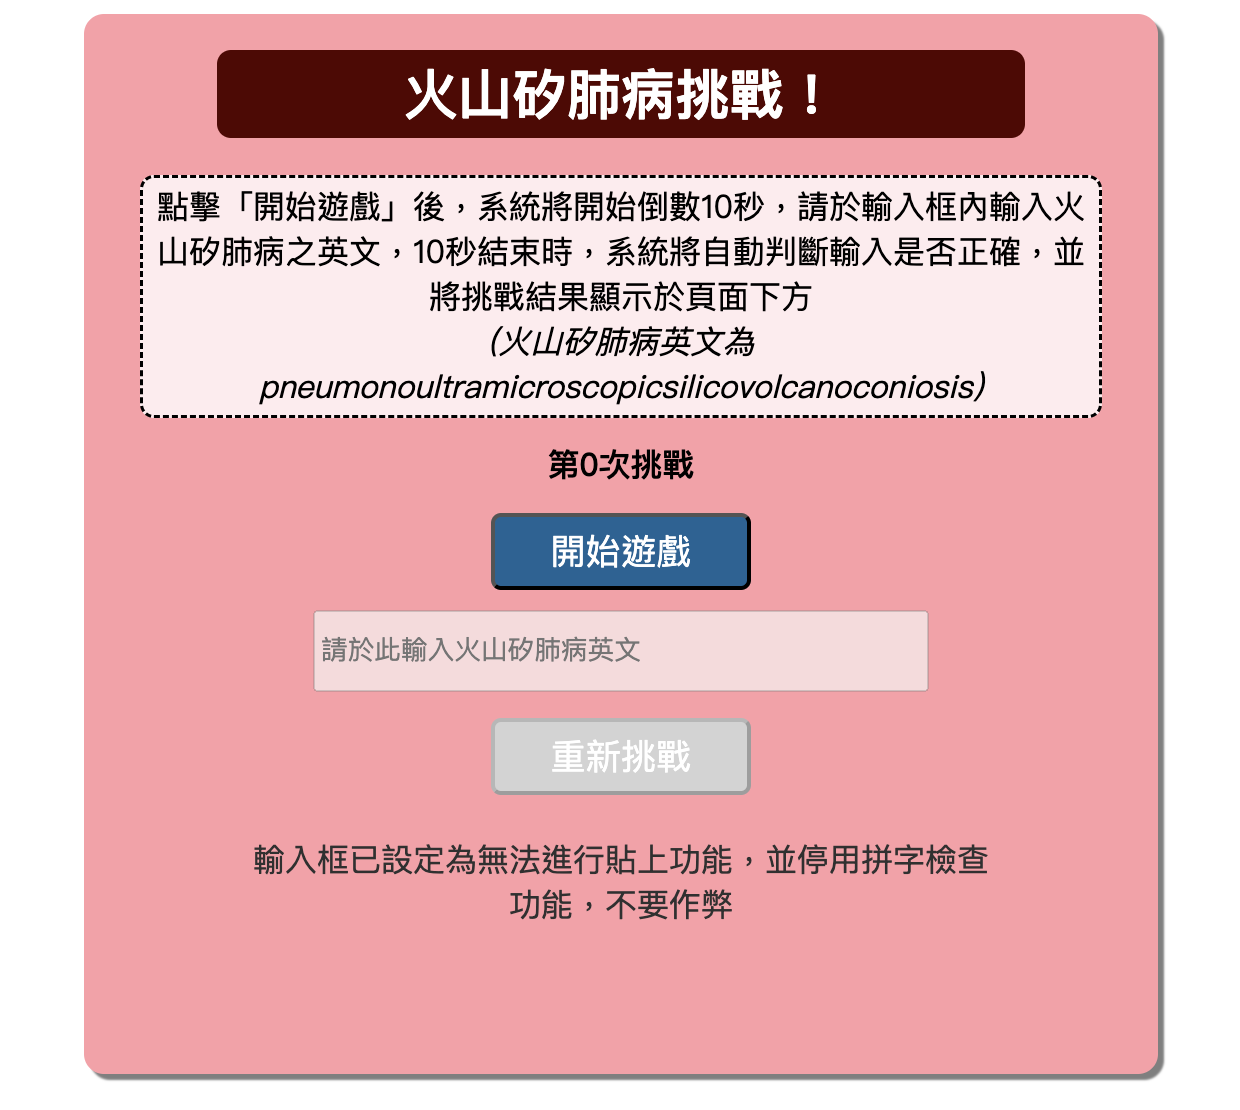 火山矽肺病挑戰！
點擊「開始遊戲」後，系統將開始倒數10秒，請於輸入框內輸入火
山矽肺病之英文，10秒結束時，系統將自動判斷輸入是否正確，並
將挑戰結果顯示於頁面下方
(火山矽肺病英文為
pneumonoultramicroscopicsilicovolcanoconiosis)
第0次挑戰
開始遊戲
請於此輸入火山矽肺病英文
重新挑戰
輸入框已設定為無法進行貼上功能，並停用拼字檢查
功能，不要作弊